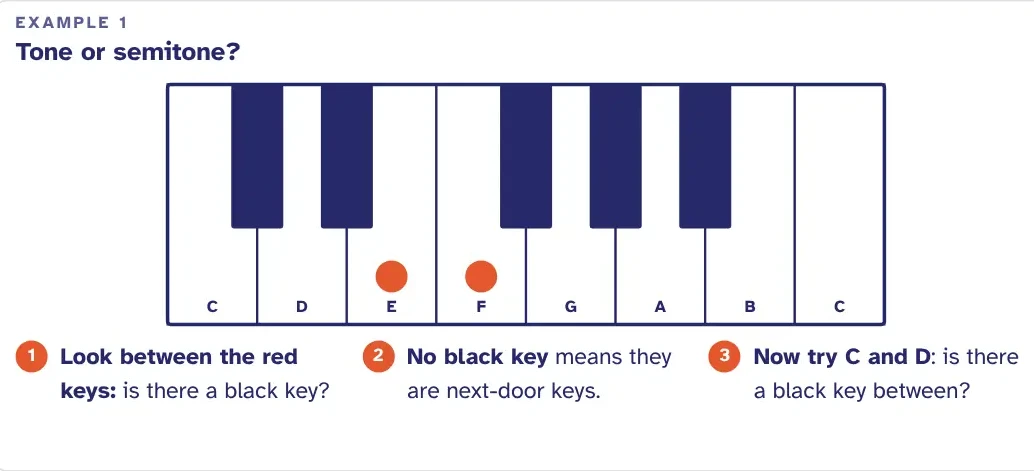 EXAMPLE 1
Tone or semitone?
C D E F G A B C
1 Look between the red
keys: is there a black key?
2 No black key means they
are next-door keys.
3 Now try C and D: is there
a black key between?